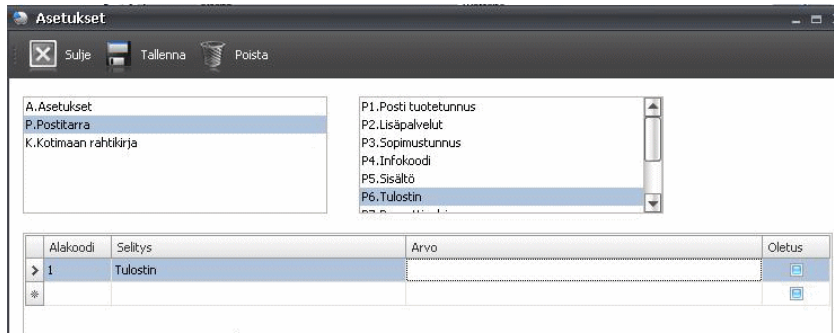 Asetukset
Sulje Tallenna Poista
A.Asetukset
P.Postitarra
K.Kotimaan rahtikirja
P1.Posti tuotetunnus
P2.Lisäpalvelut
P3.Sopimustunnus
P4.Infokoodi
P5.Sisältö
P6.Tulostin
Alakoodi Selitys Arvo Oletus
1 Tulostin